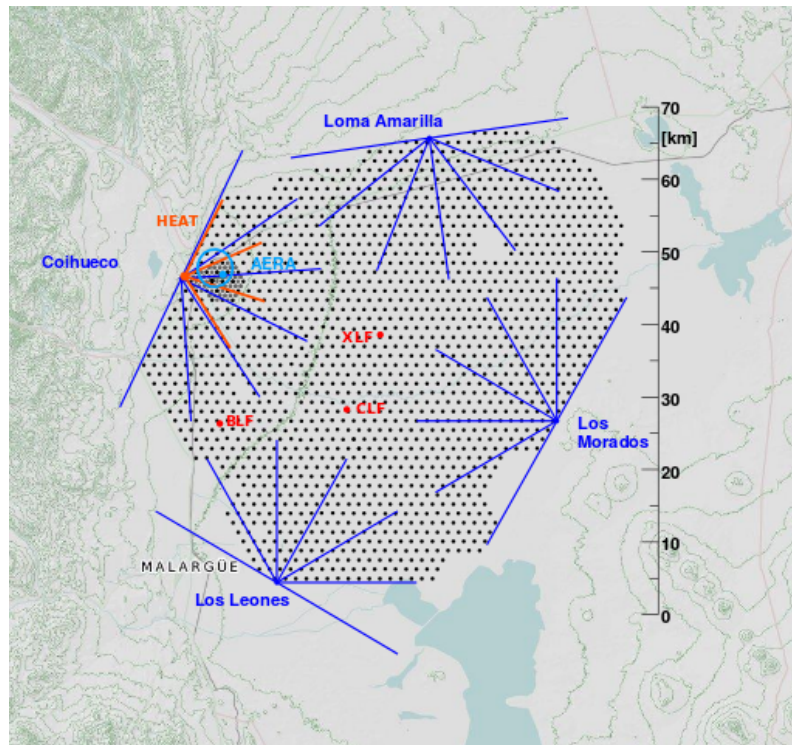 70
Loma Amarilla
[km]
60
HEAT
50
Coihueco
AERA
40
XLF
30
BLF
CLF
Los
Morados
20
10
MALARGÜE
Los Leones
0